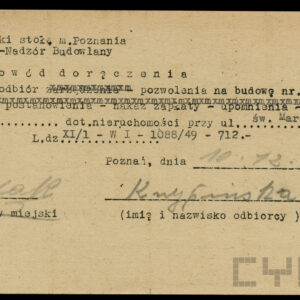 ki stoł. m. Poznania
-Nadzór Budowlany
owód doręczenia
odbiór zarządzenia pozwolenia na budowę nr.
postanowienia - nakaz zapłaty - upomnienia -
dot.nieruchomości przy ul. św. Mar
L.dz XI/1 - W I - 1088/49 - 712.-
Poznań, dnia 10.12.
y miejski (imię i nazwisko odbiorcy )
CY